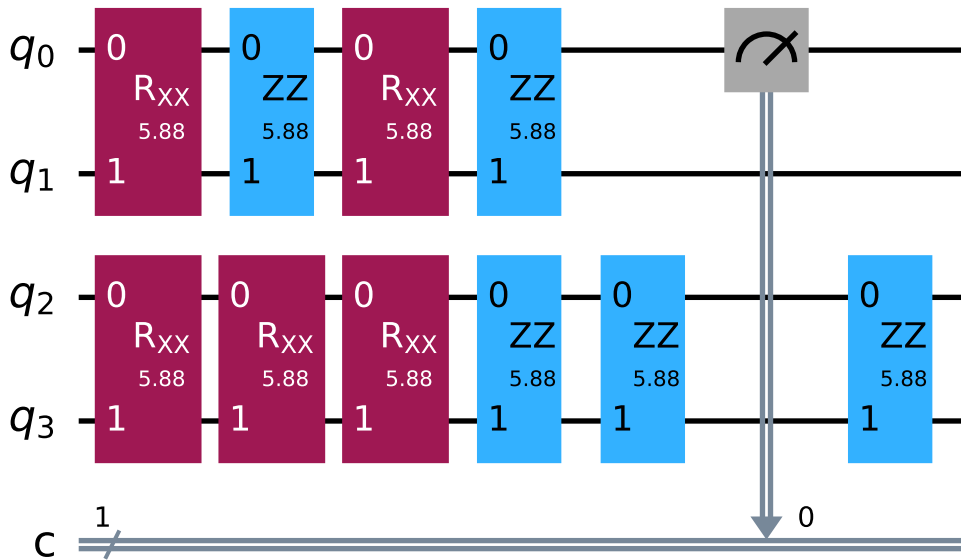 q0
0 0 0 0
RXX ZZ RXX ZZ
5.88 5.88 5.88 5.88
1 1 1 1
q1
q2
0 0 0 0 0 0
RXX RXX RXX ZZ ZZ ZZ
5.88 5.88 5.88 5.88 5.88 5.88
1 1 1 1 1 1
q3
1 0
c